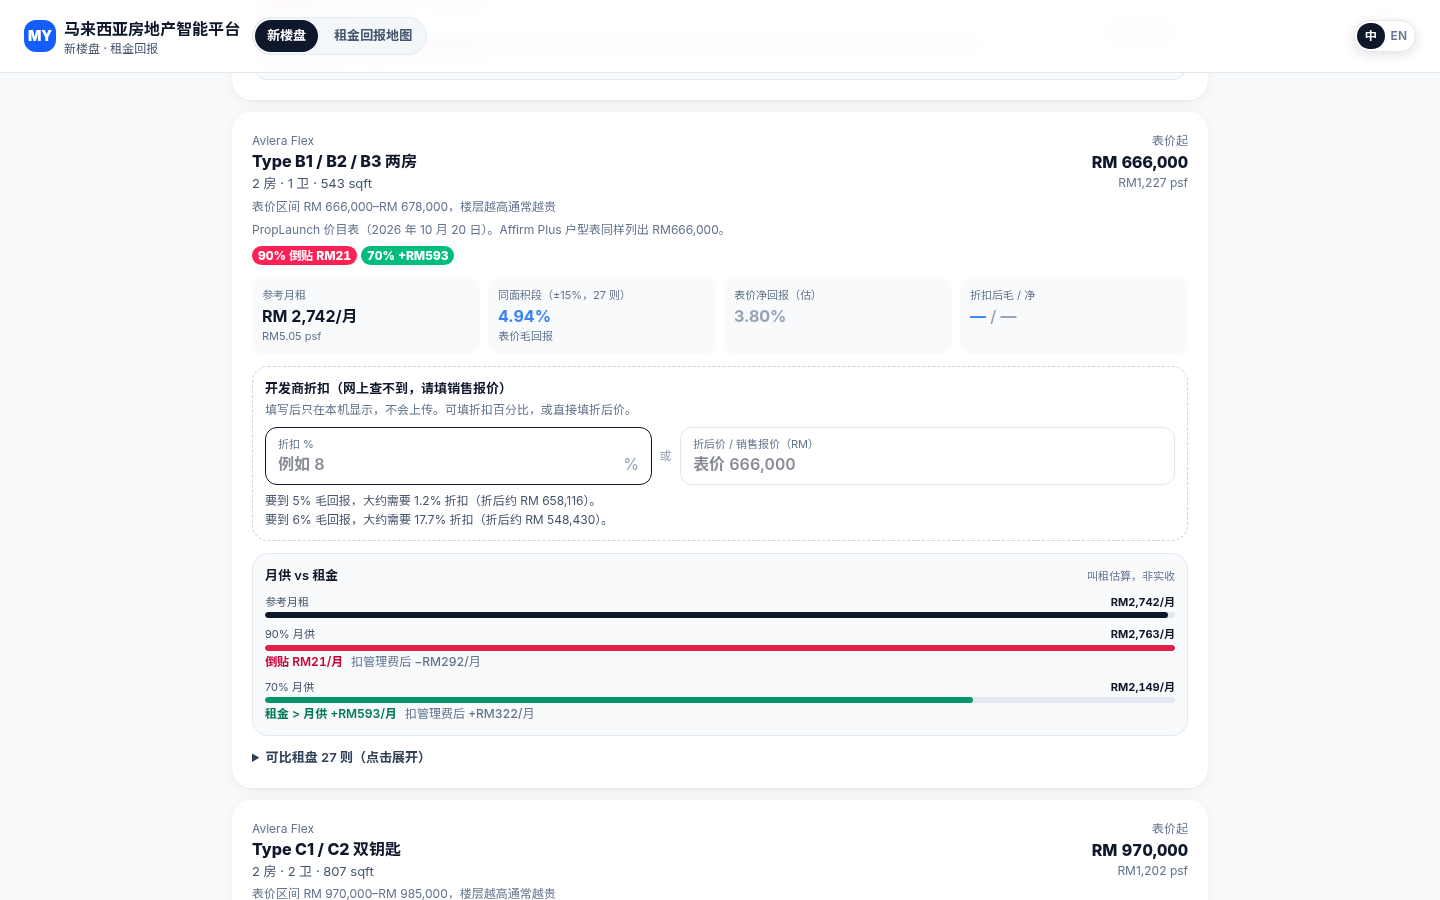 MY
马来西亚房地产智能平台
新楼盘 · 租金回报
新楼盘
租金回报地图
中
EN
Aviera Flex
表价起
Type B1 / B2 / B3 两房
RM 666,000
2 房 · 1 卫 · 543 sqft
RM1,227 psf
表价区间 RM 666,000–RM 678,000，楼层越高通常越贵
PropLaunch 价目表（2026 年 10 月 20 日）。Affirm Plus 户型表同样列出 RM666,000。
90% 倒贴 RM21
70% +RM593
参考月租
RM 2,742/月
RM5.05 psf
同面积段（±15%，27 则）
4.94%
表价毛回报
表价净回报（估）
3.80%
折扣后毛 / 净
— / —
开发商折扣（网上查不到，请填销售报价）
填写后只在本机显示，不会上传。可填折扣百分比，或直接填折后价。
折扣 %
例如 8
%
或
折后价 / 销售报价（RM）
表价 666,000
要到 5% 毛回报，大约需要 1.2% 折扣（折后约 RM 658,116）。
要到 6% 毛回报，大约需要 17.7% 折扣（折后约 RM 548,430）。
月供 vs 租金
叫租估算，非实收
参考月租
RM2,742/月
90% 月供
RM2,763/月
倒贴 RM21/月 扣管理费后 −RM292/月
70% 月供
RM2,149/月
租金 > 月供 +RM593/月 扣管理费后 +RM322/月
▶ 可比租盘 27 则（点击展开）
Aviera Flex
表价起
Type C1 / C2 双钥匙
RM 970,000
2 房 · 2 卫 · 807 sqft
RM1,202 psf
表价区间 RM 970,000–RM 985,000，楼层越高通常越贵